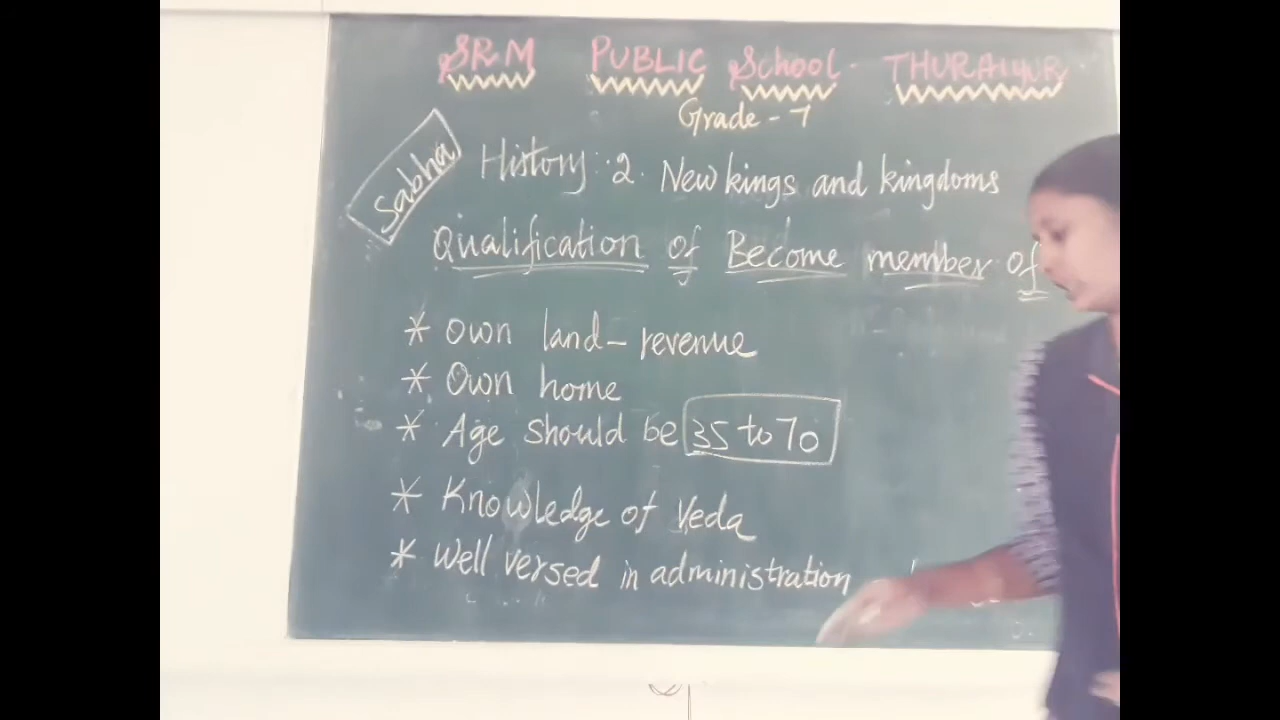 SRM PUBLIC School THURAIYUR
Grade - 7
Sabha
History : 2. New kings and kingdoms
Qualification of Become member of
* own land - revenue
* Own home
* Age should be 35 to 70
* Knowledge of Veda
* Well versed in administration